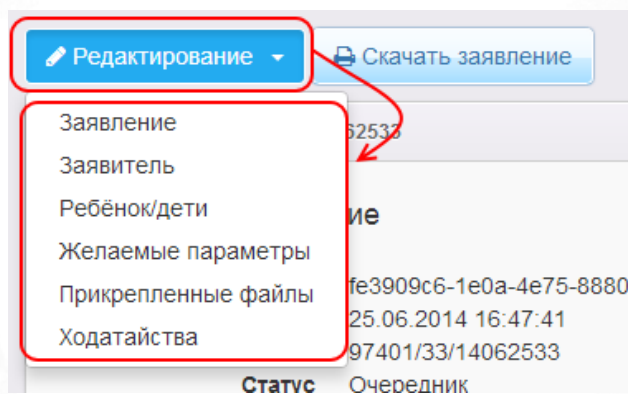 Редактирование
Скачать заявление
Заявление
62533
Заявитель
Ребёнок/дети
ие
Желаемые параметры
Прикрепленные файлы
fe3909c6-1e0a-4e75-8880
25.06.2014 16:47:41
Ходатайства
97401/33/14062533
Статус Очередник